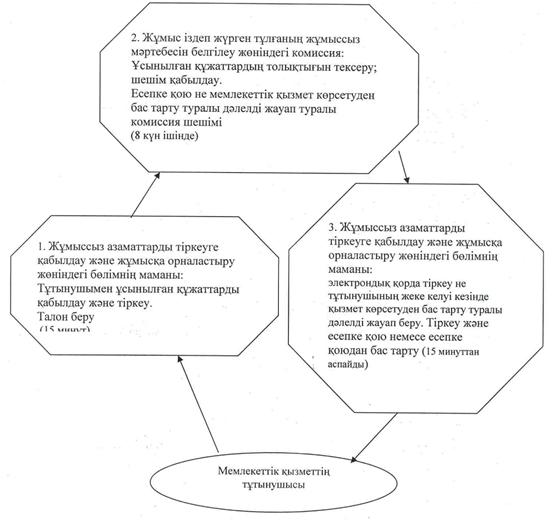 2. Жұмыс іздеп жүрген тұлғаның жұмыссыз
мәртебесін белгілеу жөніндегі комиссия:
Ұсынылған құжаттардың толықтығын тексеру;
шешім қабылдау.
Есепке қою не мемлекеттік қызмет көрсетуден
бас тарту туралы дәлелді жауап туралы
комиссия шешімі
(8 күн ішінде)
1. Жұмыссыз азаматтарды тіркеуге
қабылдау және жұмысқа орналастыру
жөніндегі бөлімнің маманы:
Тұтынушымен ұсынылған құжаттарды
қабылдау және тіркеу.
Талон беру
(15 минут)
3. Жұмыссыз азаматтарды
тіркеуге қабылдау және жұмысқа
орналастыру жөніндегі бөлімнің
маманы:
электрондық қорда тіркеу не
тұтынушының жеке келуі кезінде
қызмет көрсетуден бас тарту туралы
дәлелді жауап беру. Тіркеу және
есепке қою немесе есепке
қоюдан бас тарту (15 минуттан
аспайды)
Мемлекеттік қызметтің
тұтынушысы